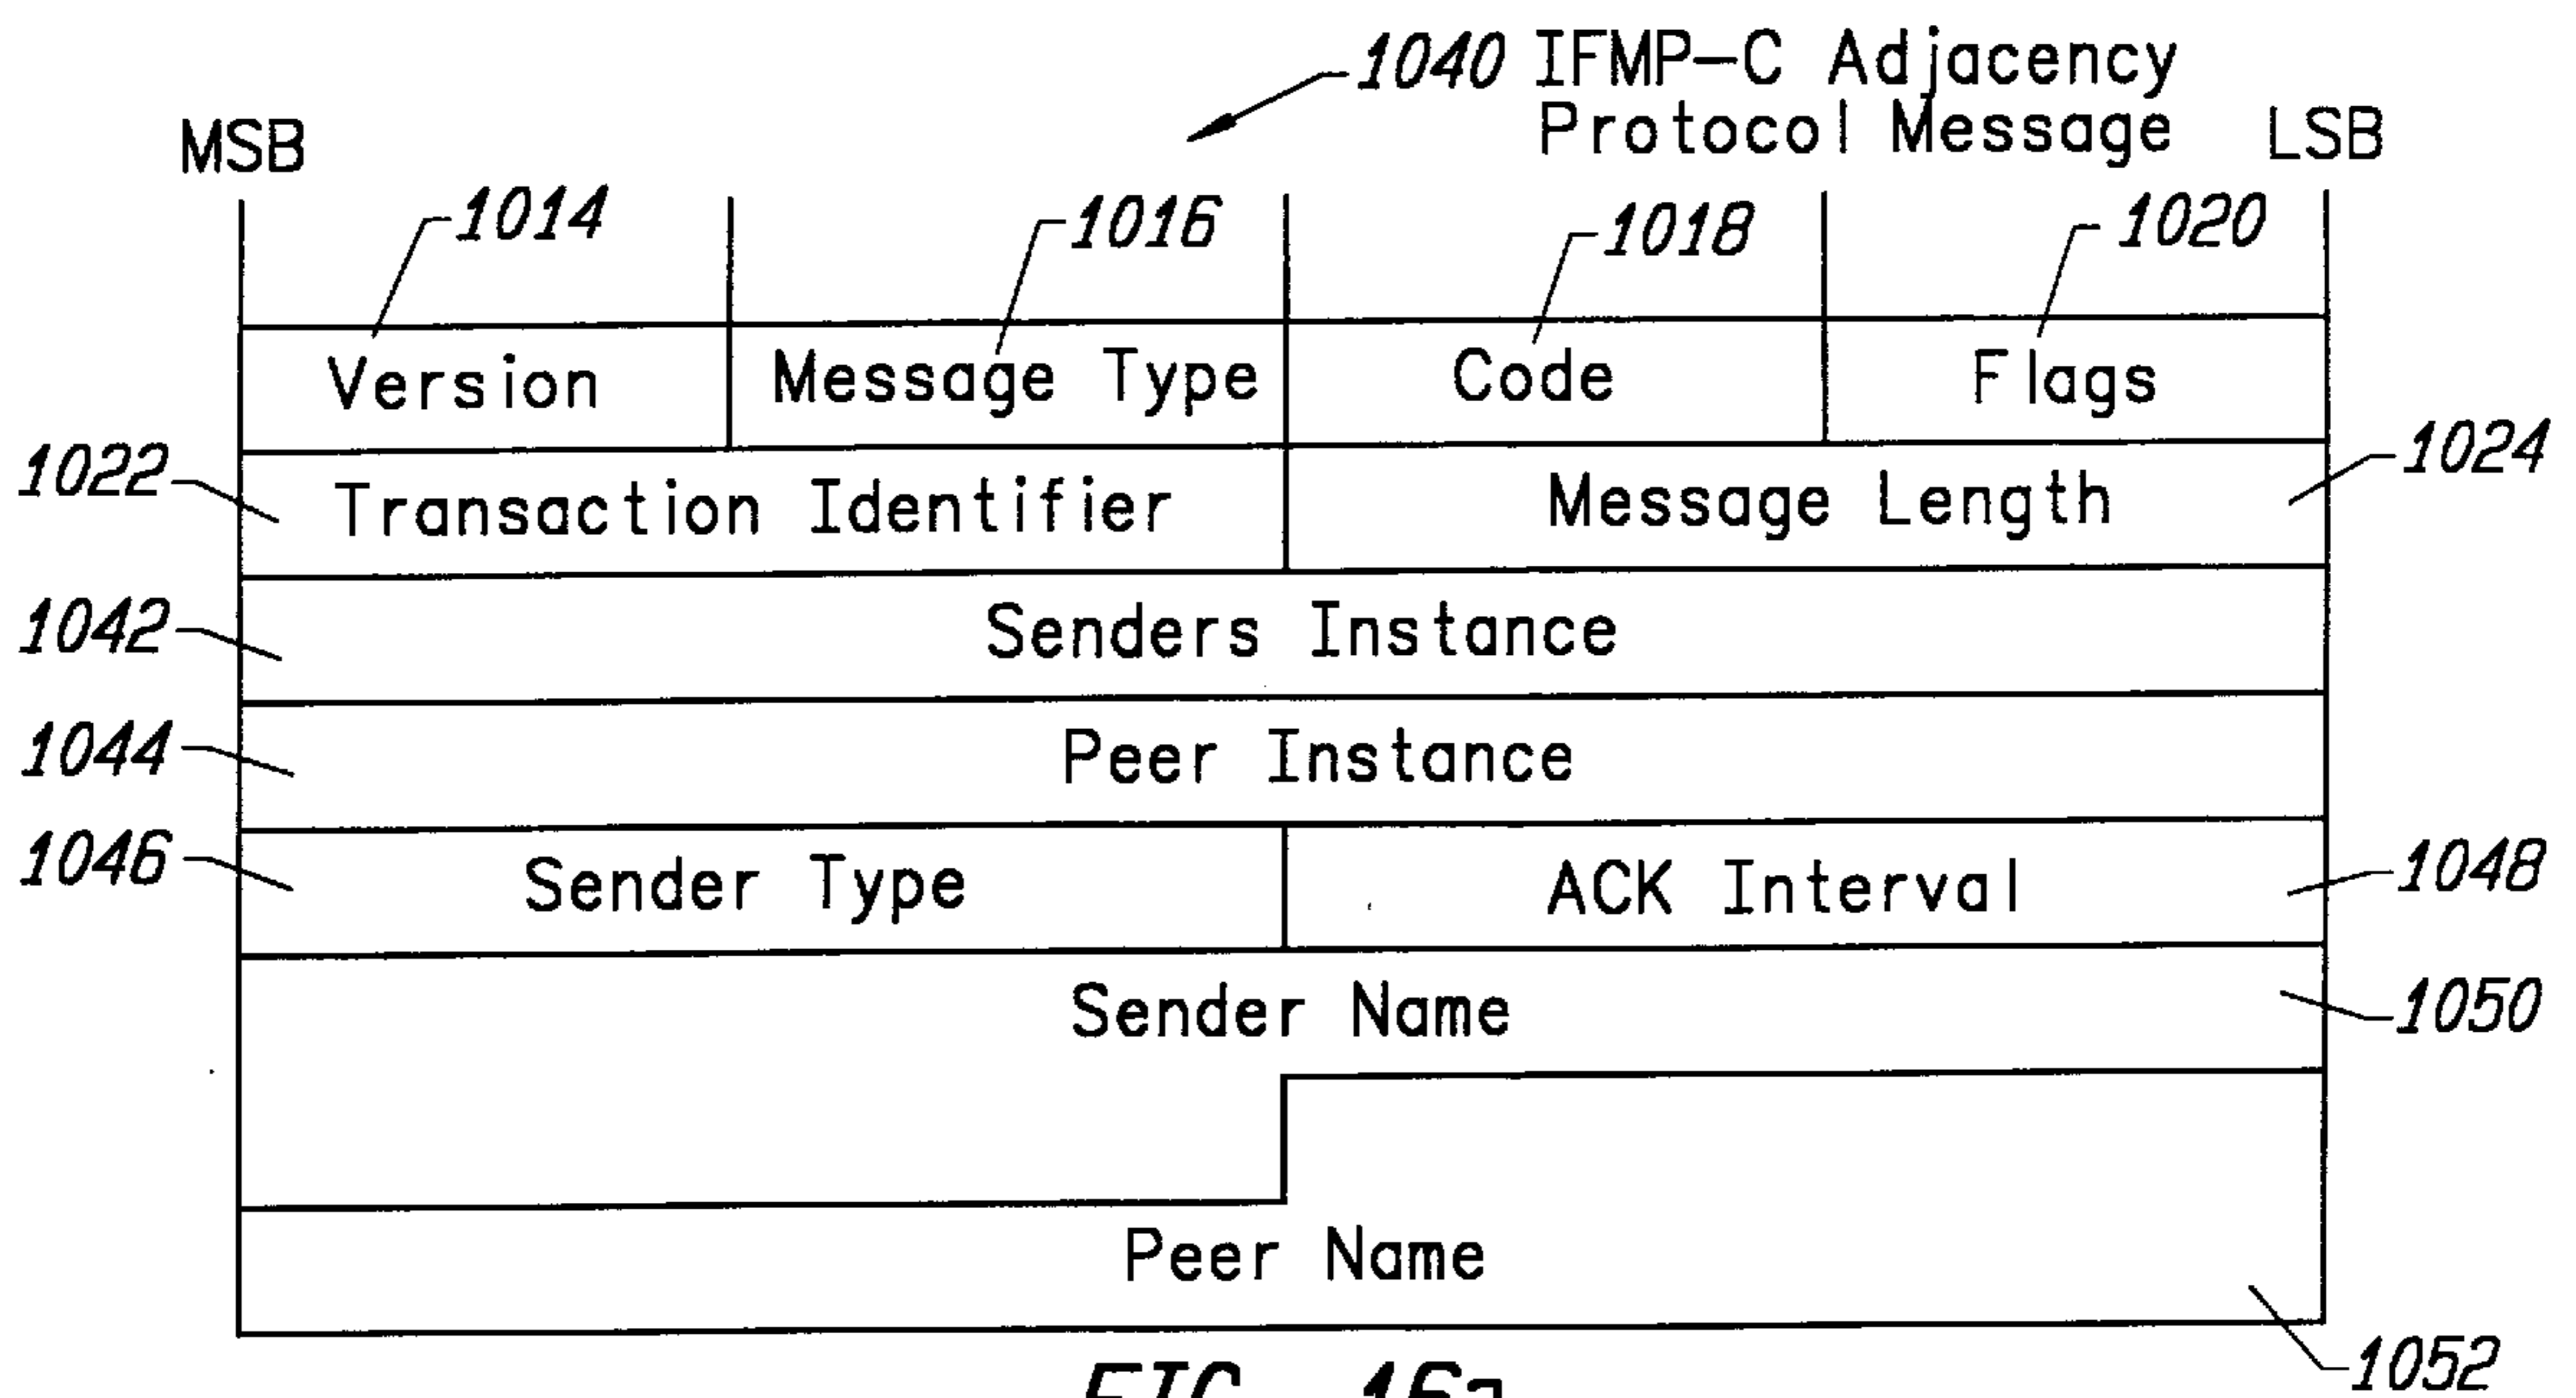 1040 IFMP-C Adjacency
Protocol Message
MSB
LSB
1014
1016
1018
1020
Version
Message Type
Code
Flags
1022
Transaction Identifier
Message Length
1024
1042
Senders Instance
1044
Peer Instance
1046
Sender Type
ACK Interval
1048
Sender Name
1050
Peer Name
1052
FIG. 16a